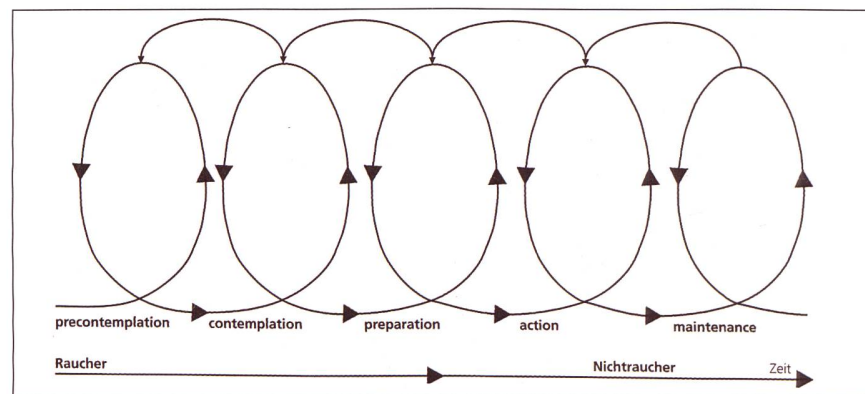 precontemplation contemplation preparation action maintenance
Raucher Nichtraucher Zeit